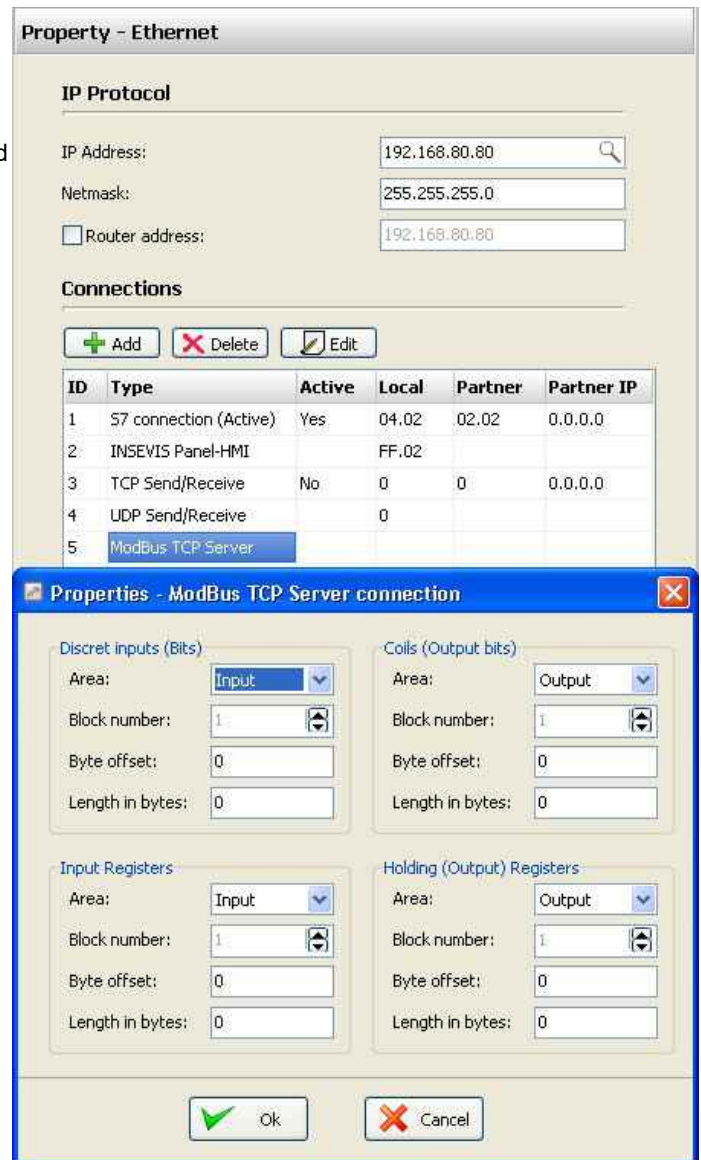 Property - Ethernet
IP Protocol
d
IP Address: 192.168.80.80
Netmask: 255.255.255.0
Router address: 192.168.80.80
Connections
Add Delete Edit
ID Type Active Local Partner Partner IP
1 S7 connection (Active) Yes 04.02 02.02 0.0.0.0
2 INSEVIS Panel-HMI FF.02
3 TCP Send/Receive No 0 0 0.0.0.0
4 UDP Send/Receive 0
5 ModBus TCP Server
Properties - ModBus TCP Server connection
Discret inputs (Bits)
Area: Input
Block number: 1
Byte offset: 0
Length in bytes: 0
Coils (Output bits)
Area: Output
Block number: 1
Byte offset: 0
Length in bytes: 0
Input Registers
Area: Input
Block number: 1
Byte offset: 0
Length in bytes: 0
Holding (Output) Registers
Area: Output
Block number: 1
Byte offset: 0
Length in bytes: 0
Ok Cancel